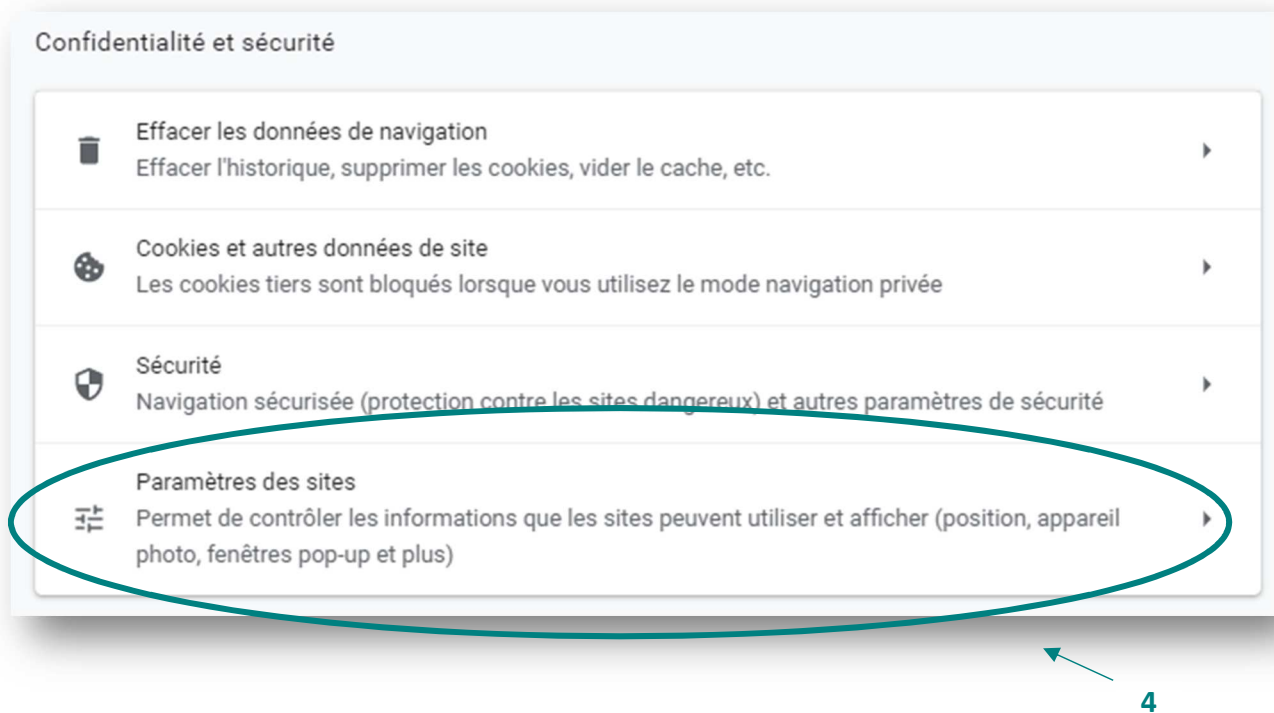 Confidentialité et sécurité
Effacer les données de navigation
Effacer l'historique, supprimer les cookies, vider le cache, etc.
Cookies et autres données de site
Les cookies tiers sont bloqués lorsque vous utilisez le mode navigation privée
Sécurité
Navigation sécurisée (protection contre les sites dangereux) et autres paramètres de sécurité
Paramètres des sites
Permet de contrôler les informations que les sites peuvent utiliser et afficher (position, appareil
photo, fenêtres pop-up et plus)
4